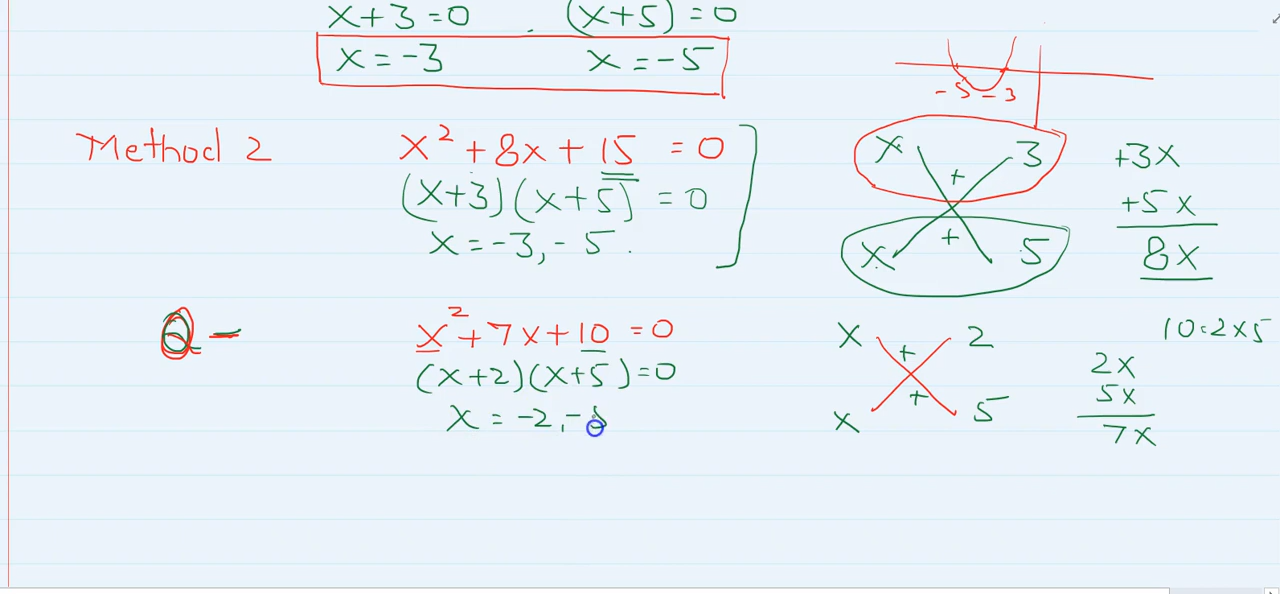 x+3=0 (x+5)=0
x=-3 x=-5
-5 -3
Method 2 x²+8x+15=0
(x+3)(x+5)=0
x=-3,-5.
x 3
+
+
x 5
+3x
+5x
8x
Q- x²+7x+10=0
(x+2)(x+5)=0
x=-2,-
x 2
+
+
x 5
10:2x5
2x
5x
7x